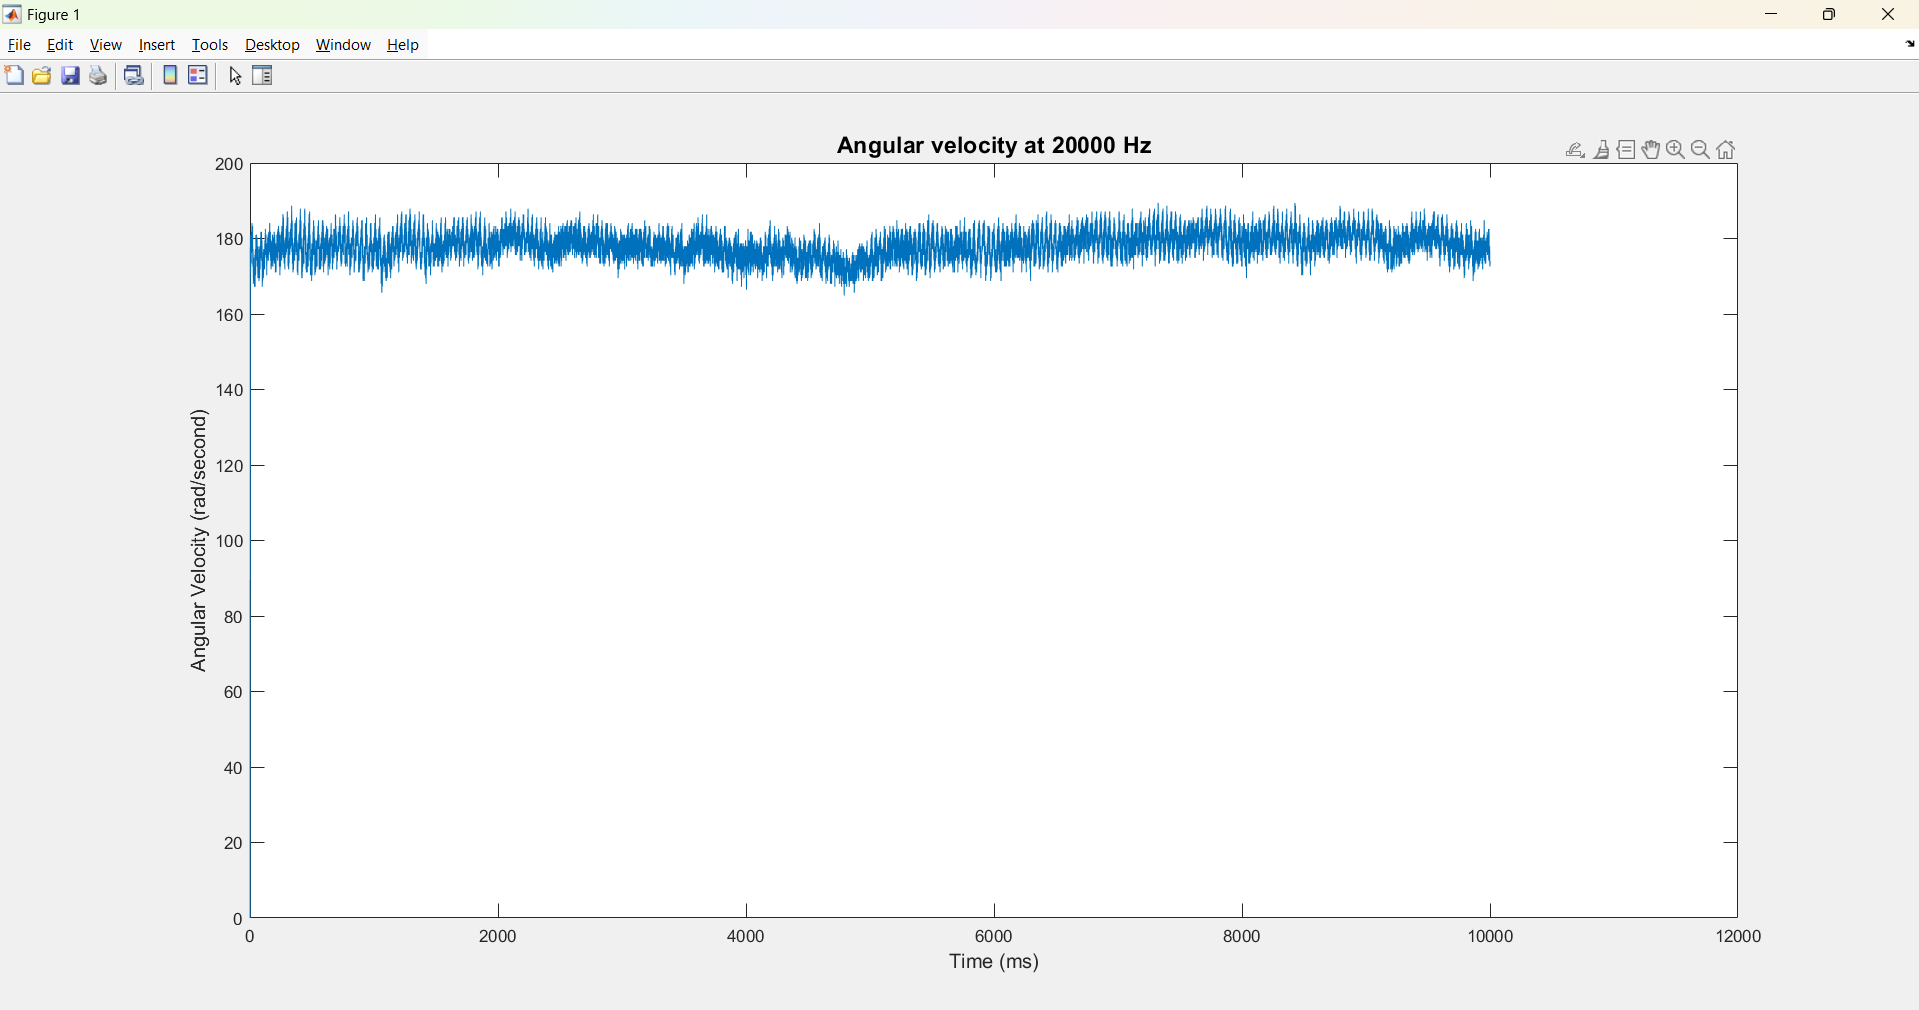 Figure 1
File Edit View Insert Tools Desktop Window Help
Angular velocity at 20000 Hz
200
180
160
140
120
100
80
60
40
20
0
Angular Velocity (rad/second)
0 2000 4000 6000 8000 10000 12000
Time (ms)